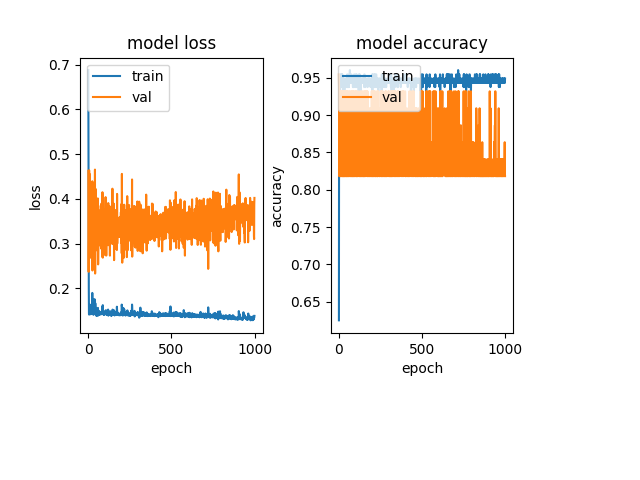 model loss
0.7
0.6
0.5
0.4
0.3
0.2
loss
train
val
0
500
1000
epoch
model accuracy
0.95
0.90
0.85
0.80
0.75
0.70
0.65
accuracy
train
val
0
500
1000
epoch